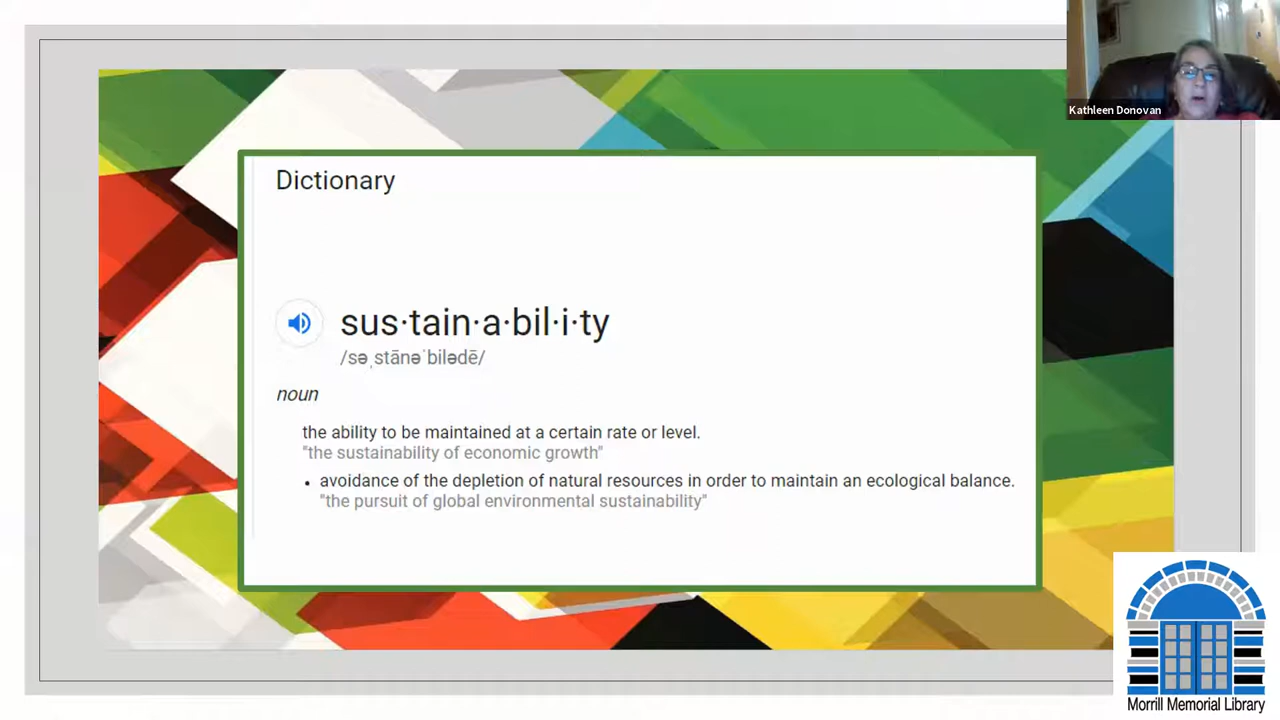 Kathleen Donovan
Dictionary
sus·tain·a·bil·i·ty
/səˌstānəˈbilədē/
noun
the ability to be maintained at a certain rate or level.
"the sustainability of economic growth"
• avoidance of the depletion of natural resources in order to maintain an ecological balance.
"the pursuit of global environmental sustainability"
Morrill Memorial Library